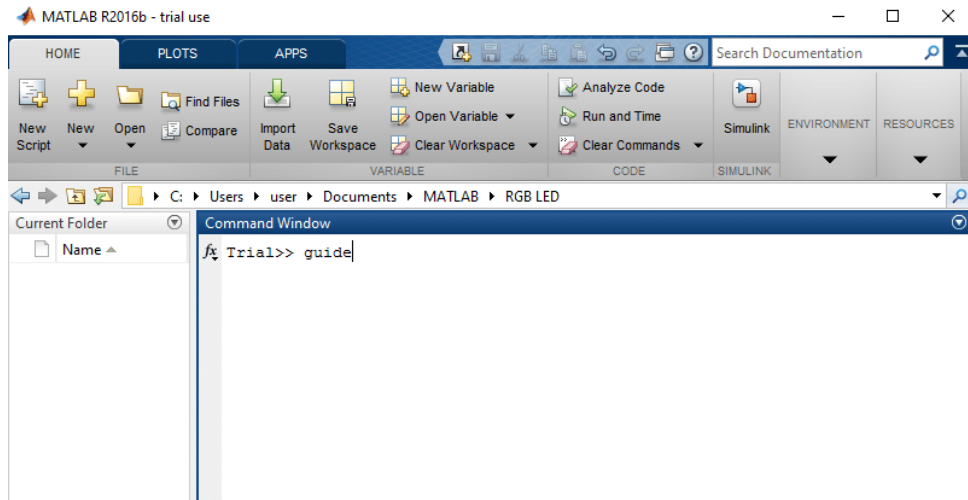 MATLAB R2016b - trial use
HOME PLOTS APPS Search Documentation
New Script
New
Open
Find Files
Compare
Import Data
Save Workspace
New Variable
Open Variable
Clear Workspace
Analyze Code
Run and Time
Clear Commands
Simulink
ENVIRONMENT
RESOURCES
FILE VARIABLE CODE SIMULINK
C: Users user Documents MATLAB RGB LED
Current Folder Command Window
Name
fx Trial>> guide